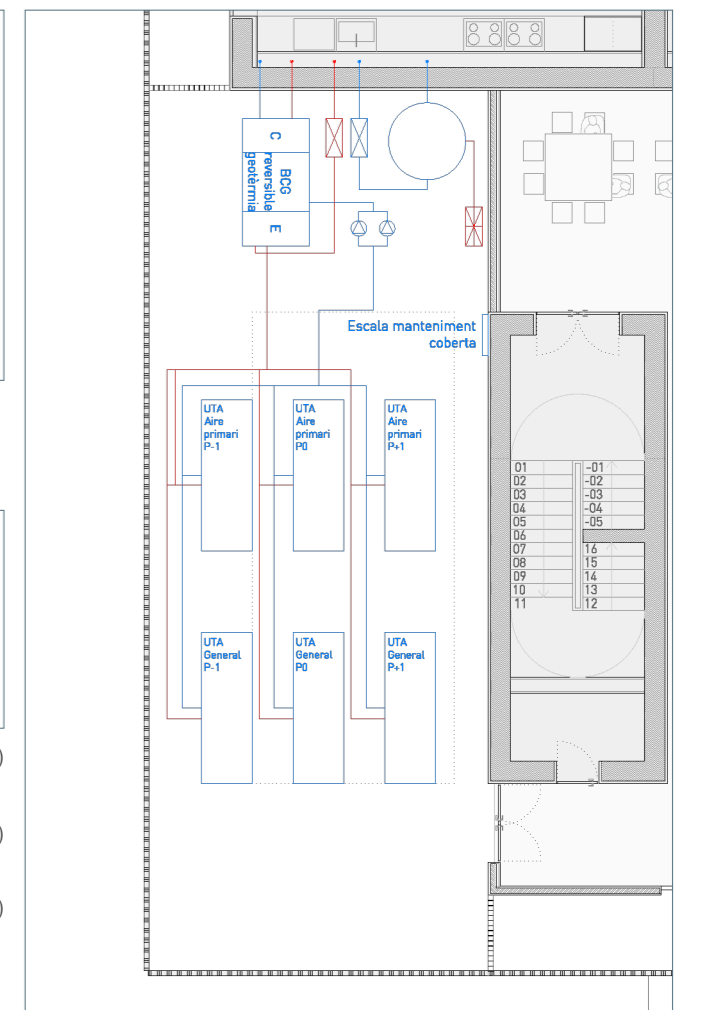 C
BCG
reversible
geotèrmia
E
Escala manteniment
coberta
UTA
Aire
primari
P-1
UTA
Aire
primari
P0
UTA
Aire
primari
P+1
01
02
03
04
05
06
07
08
09
10
11
-01
-02
-03
-04
-05
16
15
14
13
12
UTA
General
P-1
UTA
General
P0
UTA
General
P+1
)
)
)